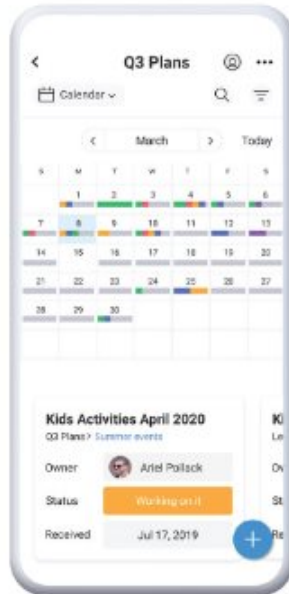 Q3 Plans
Calendar
March Today
S M T W T F S
1 2 3 4 5 6
7 8 9 10 11 12 13
14 15 16 17 18 19 20
21 22 23 24 25 26 27
28 29 30
Kids Activities April 2020
Q3 Plans > Summer events
Owner Ariel Pollack
Status Working on it
Received Jul 17, 2019